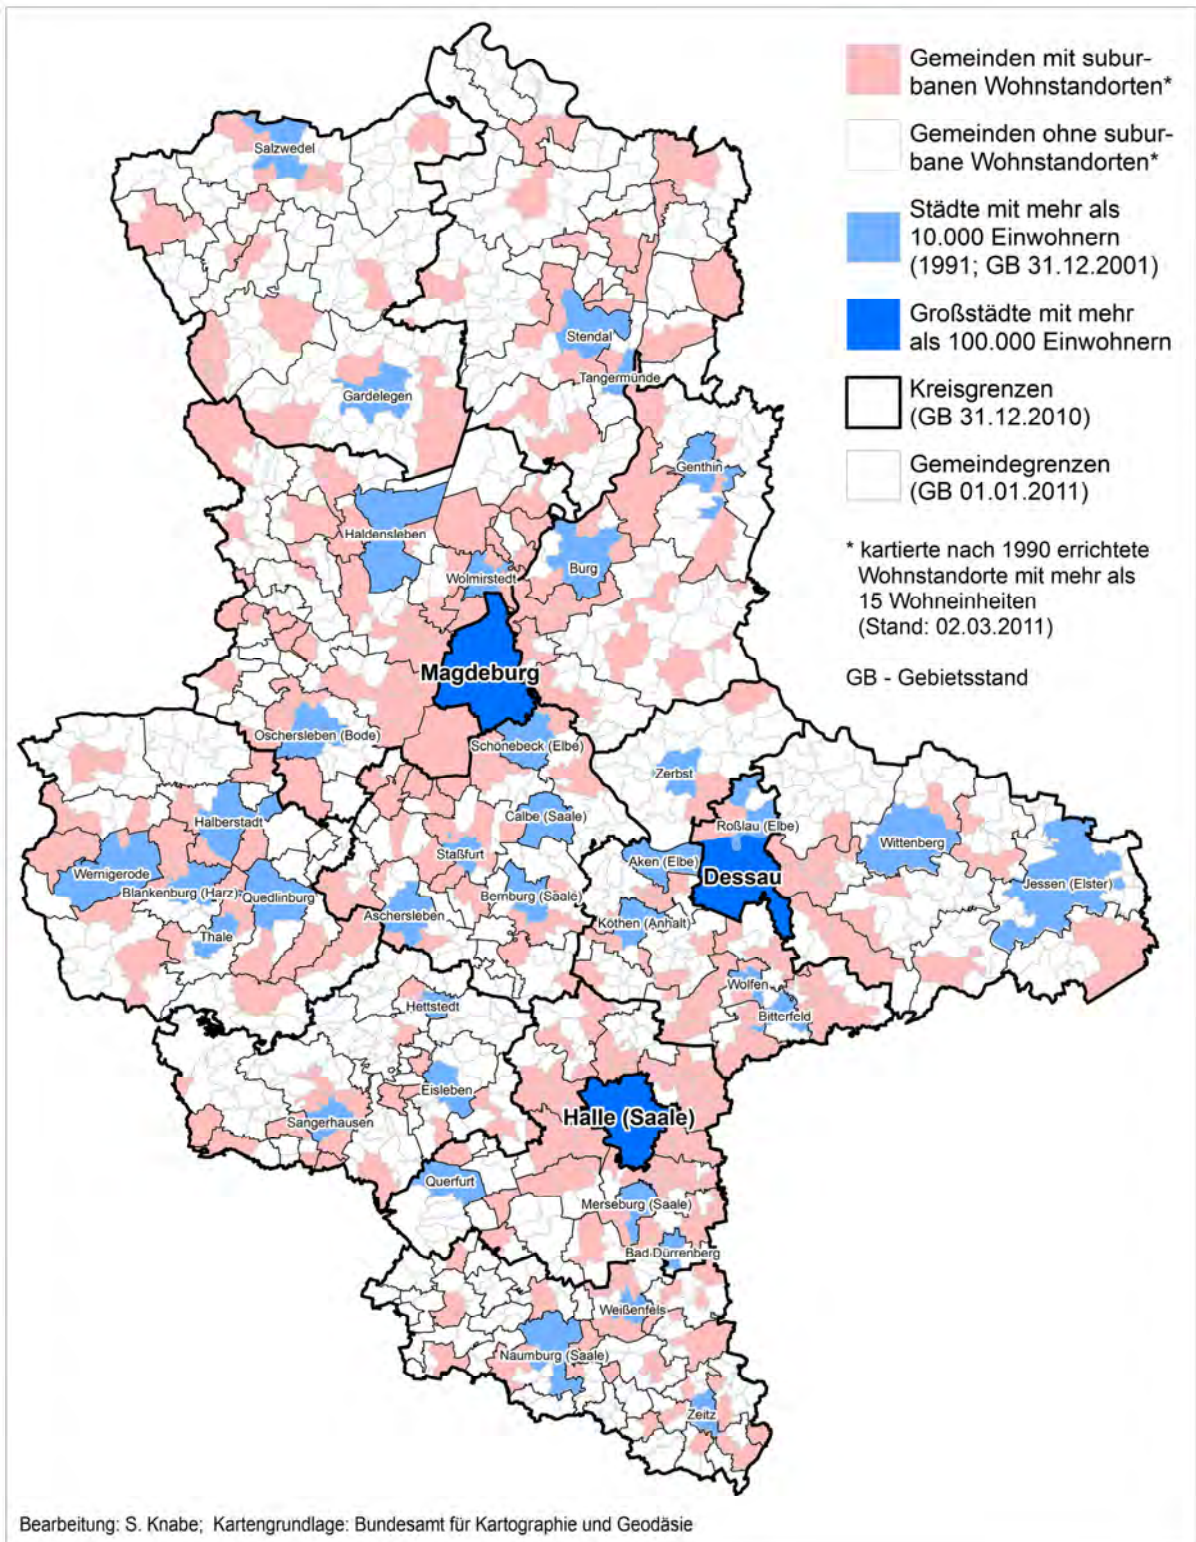 Gemeinden mit subur-
banen Wohnstandorten*
Gemeinden ohne subur-
bane Wohnstandorten*
Städte mit mehr als
10.000 Einwohnern
(1991; GB 31.12.2001)
Großstädte mit mehr
als 100.000 Einwohnern
Kreisgrenzen
(GB 31.12.2010)
Gemeindegrenzen
(GB 01.01.2011)
* kartierte nach 1990 errichtete
Wohnstandorte mit mehr als
15 Wohneinheiten
(Stand: 02.03.2011)
GB - Gebietsstand
Salzwedel
Stendal
Tangermünde
Gardelegen
Genthin
Haldensleben
Burg
Wolmirstedt
Magdeburg
Oschersleben (Bode)
Schönebeck (Elbe)
Zerbst
Halberstadt
Calbe (Saale)
Roßlau (Elbe)
Wittenberg
Staßfurt
Aken (Elbe)
Wernigerode
Dessau
Jessen (Elster)
Blankenburg (Harz)
Quedlinburg
Bernburg (Saale)
Aschersleben
Köthen (Anhalt)
Thale
Wolfen
Hettstedt
Bitterfeld
Eisleben
Halle (Saale)
Sangerhausen
Querfurt
Merseburg (Saale)
Bad Dürrenberg
Weißenfels
Naumburg (Saale)
Zeitz
Bearbeitung: S. Knabe; Kartengrundlage: Bundesamt für Kartographie und Geodäsie